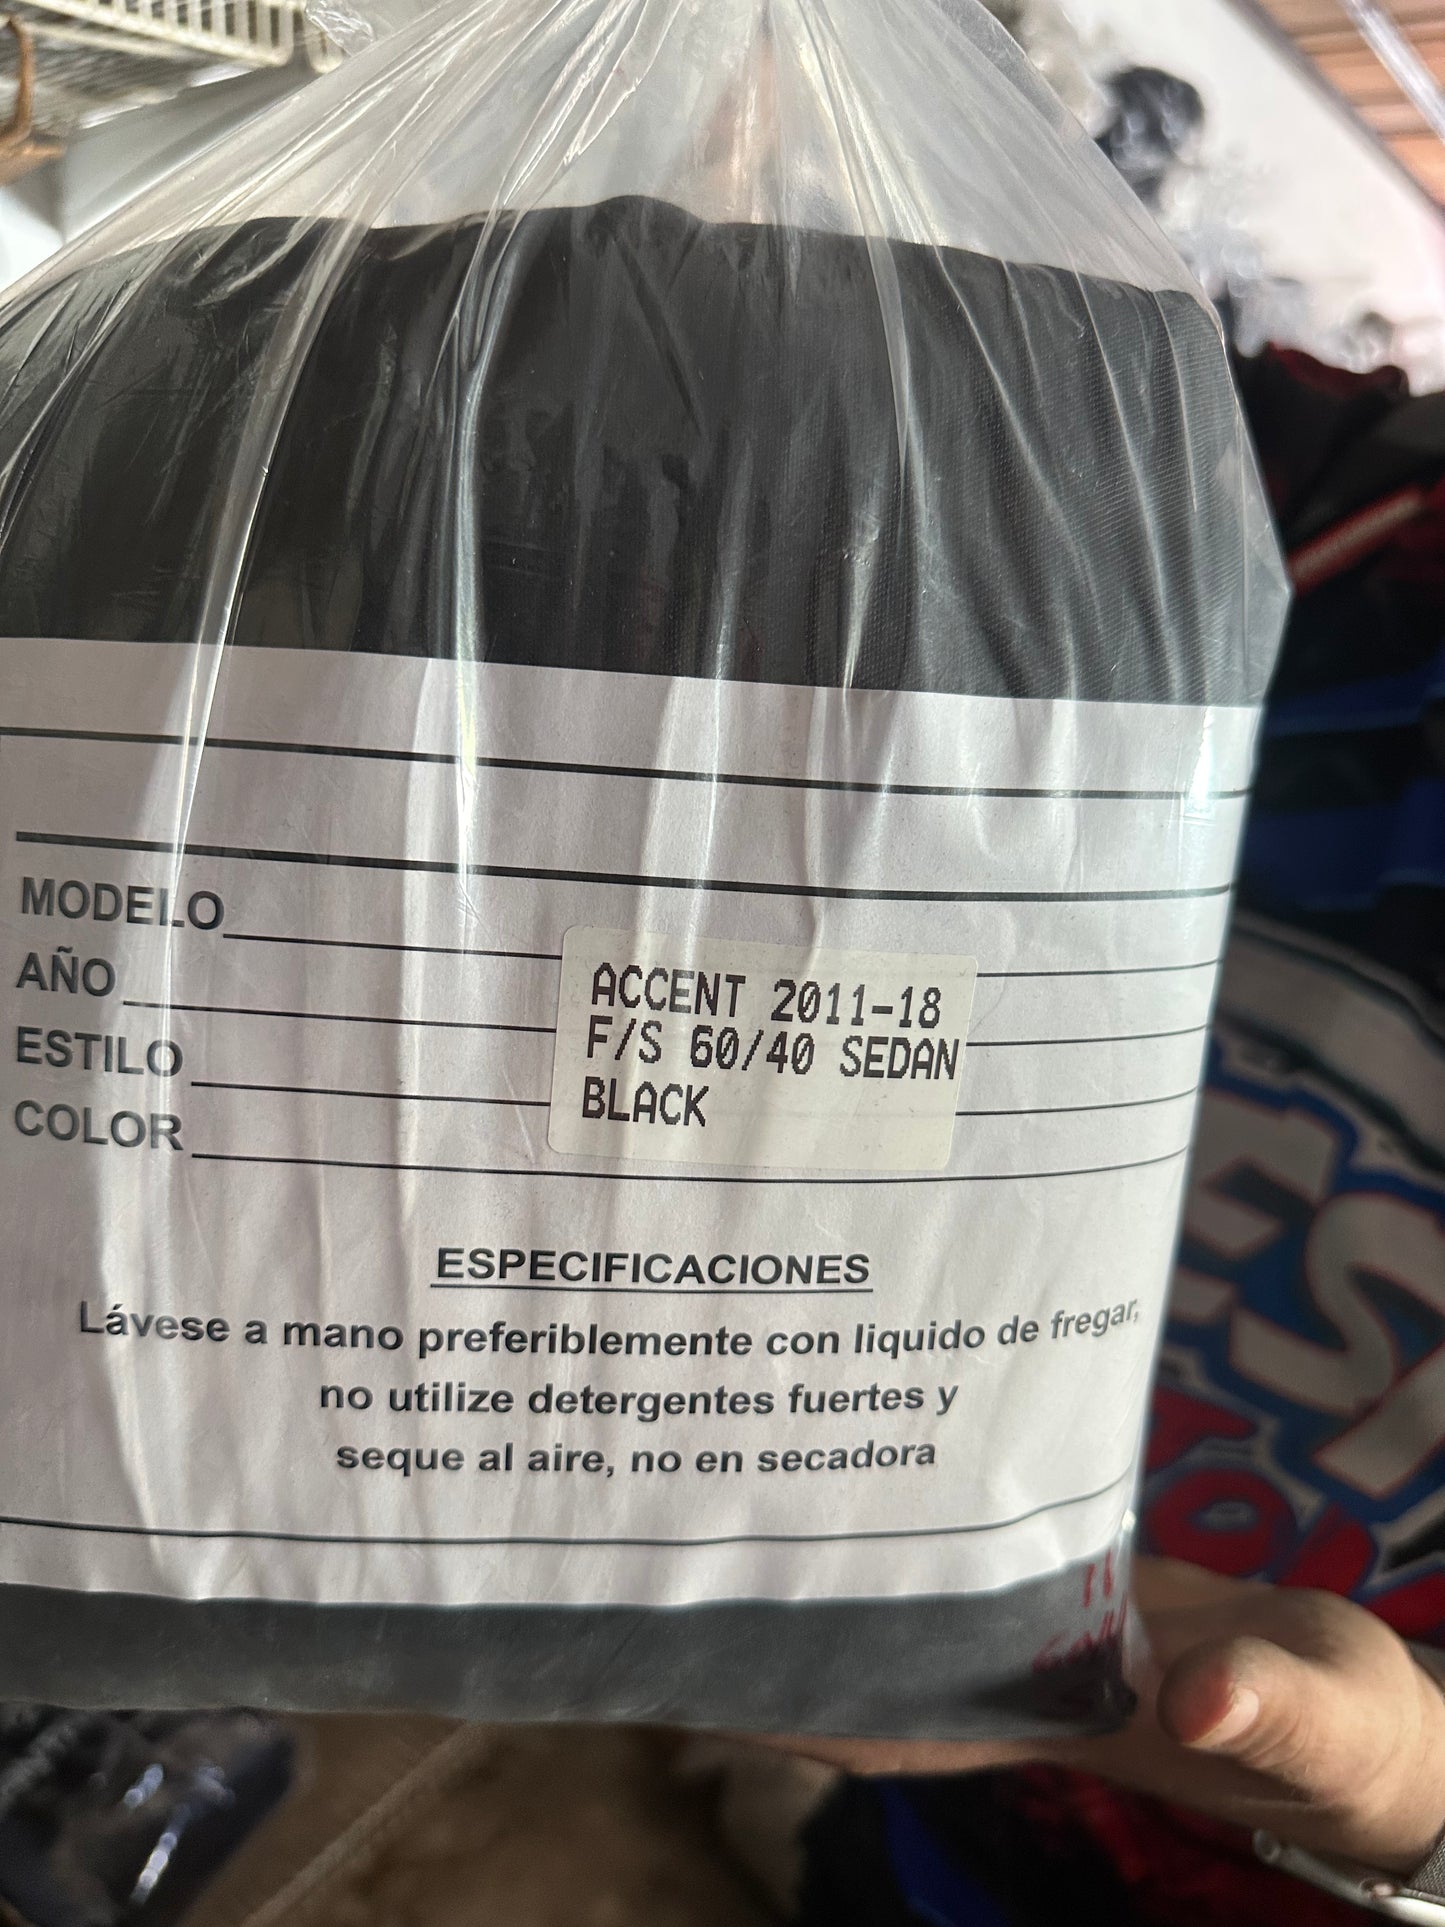 MODELO
AÑO
ESTILO
COLOR
ACCENT 2011-18
F/S 60/40 SEDAN
BLACK
ESPECIFICACIONES
Lávese a mano preferiblemente con liquido de fregar,
no utilize detergentes fuertes y
seque al aire, no en secadora